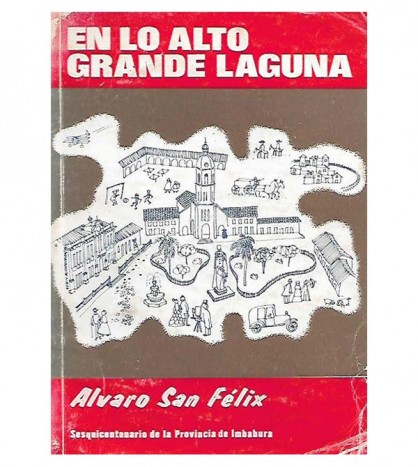 EN LO ALTO
GRANDE LAGUNA
Alvaro San Félix
Sesquicentenario de la Provincia de Imbabura